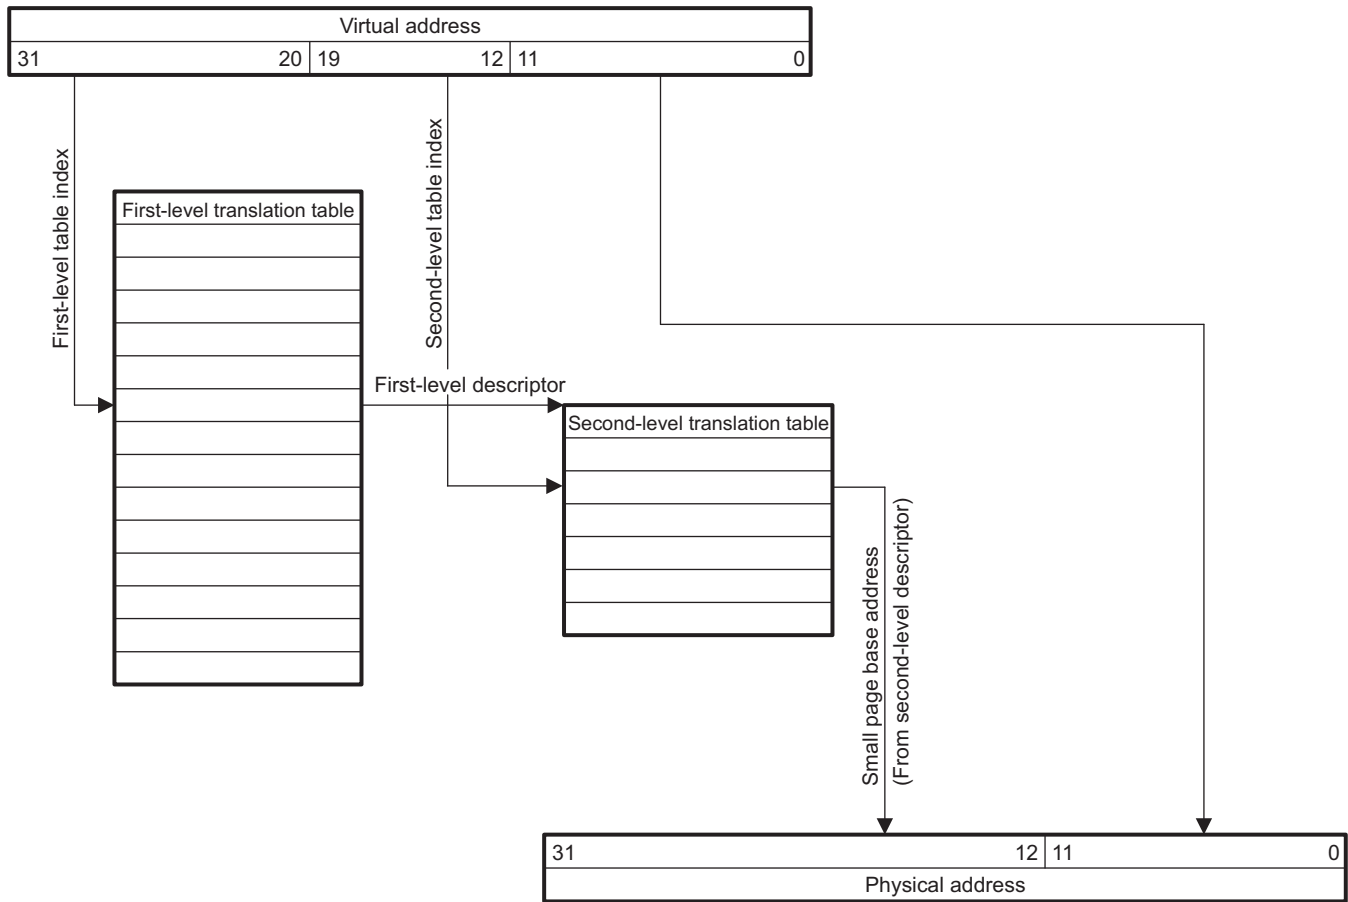 Virtual address
31 20 19 12 11 0
First-level table index
Second-level table index
First-level translation table
First-level descriptor
Second-level translation table
Small page base address
(From second-level descriptor)
31 12 11 0
Physical address